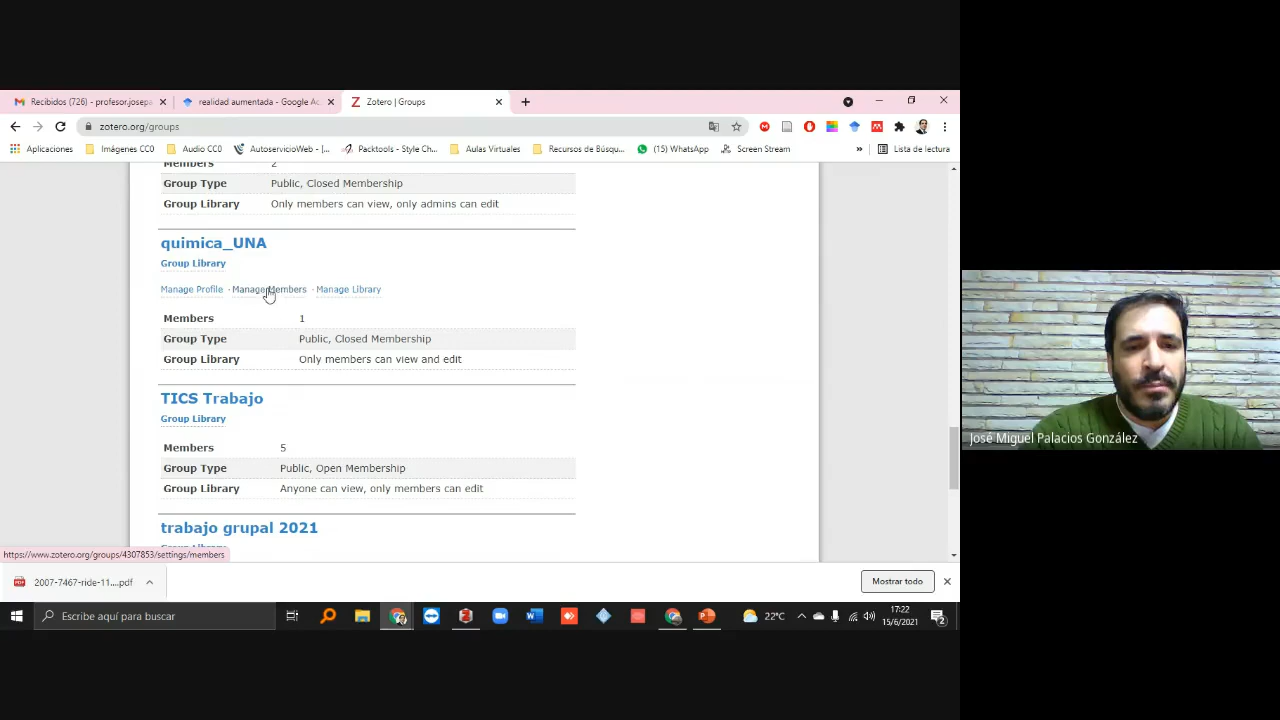 Recibidos (726) - profesor.josepa
realidad aumentada - Google Ac
Zotero | Groups
zotero.org/groups
Aplicaciones
Imágenes CC0
Audio CC0
AutoservicioWeb - (...
Packtools - Style Ch...
Aulas Virtuales
Recursos de Búsqu...
(15) WhatsApp
Screen Stream
»
Lista de lectura
Members 2
Group Type Public, Closed Membership
Group Library Only members can view, only admins can edit
quimica_UNA
Group Library
Manage Profile · Manage Members · Manage Library
Members 1
Group Type Public, Closed Membership
Group Library Only members can view and edit
TICS Trabajo
Group Library
Members 5
Group Type Public, Open Membership
Group Library Anyone can view, only members can edit
trabajo grupal 2021
Group Library
https://www.zotero.org/groups/4307853/settings/members
2007-7467-ride-11....pdf
Mostrar todo
Escribe aquí para buscar
22°C
17:22
15/6/2021
2
José Miguel Palacios González